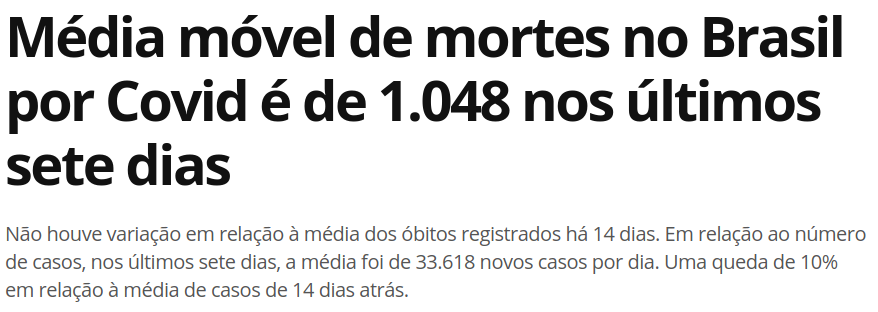 Média móvel de mortes no Brasil
por Covid é de 1.048 nos últimos
sete dias
Não houve variação em relação à média dos óbitos registrados há 14 dias. Em relação ao número
de casos, nos últimos sete dias, a média foi de 33.618 novos casos por dia. Uma queda de 10%
em relação à média de casos de 14 dias atrás.